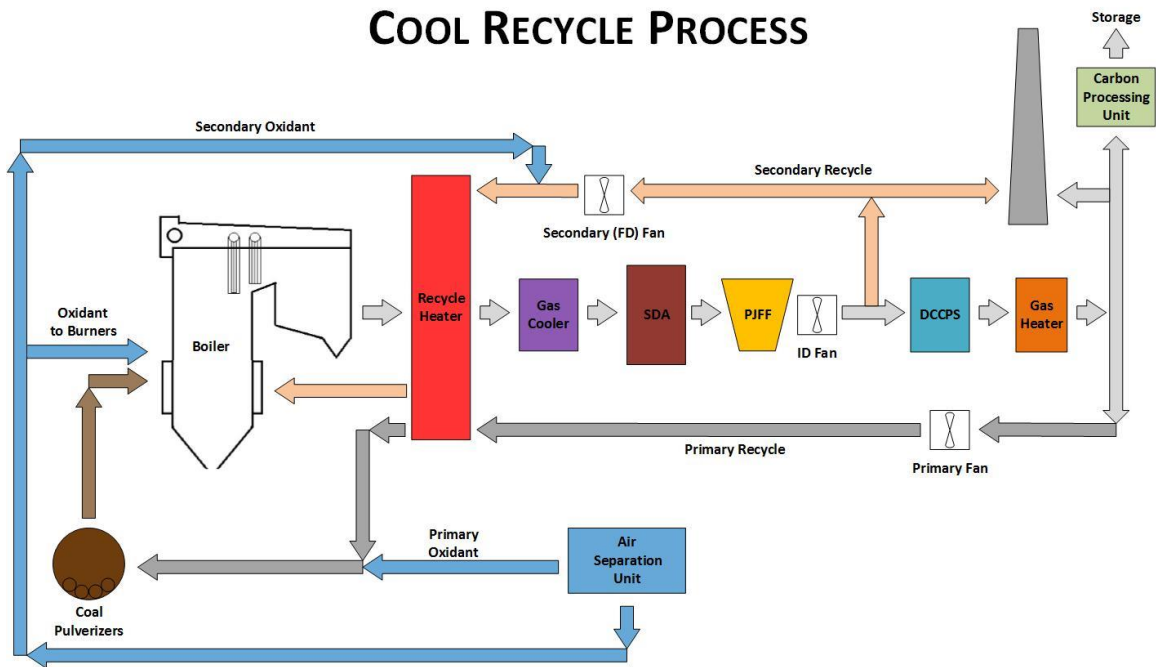 COOL RECYCLE PROCESS
Storage
Carbon
Processing
Unit
Secondary Oxidant
Secondary Recycle
Secondary (FD) Fan
Oxidant
to Burners
Boiler
Recycle
Heater
Gas
Cooler
SDA
PJFF
ID Fan
DCCPS
Gas
Heater
Primary Recycle
Primary Fan
Primary
Oxidant
Air
Separation
Unit
Coal
Pulverizers